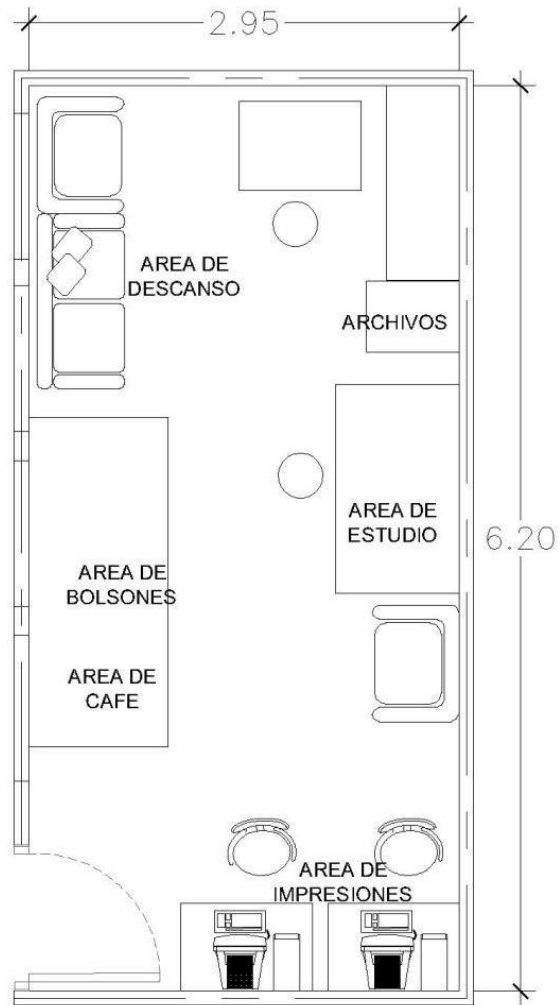 2.95
AREA DE
DESCANSO
ARCHIVOS
AREA DE
ESTUDIO
6.20
AREA DE
BOLSONES
AREA DE
CAFE
AREA DE
IMPRESIONES